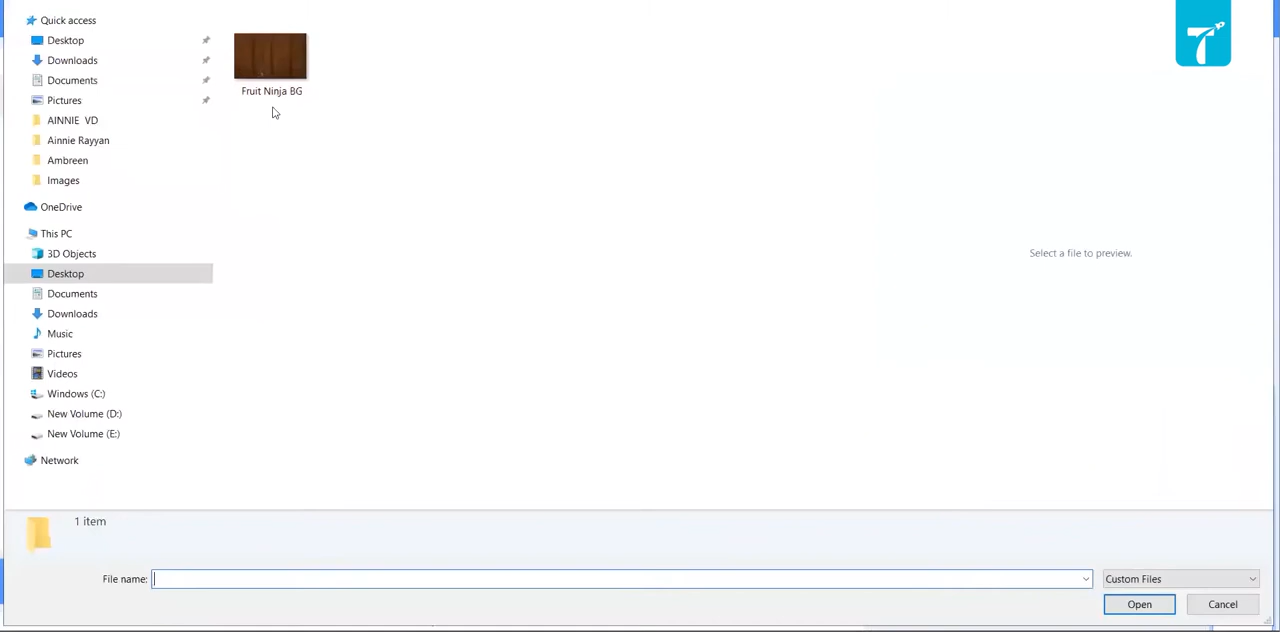 Quick access
Desktop
Downloads
Documents
Pictures
AINNIE VD
Ainnie Rayyan
Ambreen
Images
OneDrive
This PC
3D Objects
Desktop
Documents
Downloads
Music
Pictures
Videos
Windows (C:)
New Volume (D:)
New Volume (E:)
Network
Fruit Ninja BG
Select a file to preview.
1 item
File name:
Custom Files
Open
Cancel